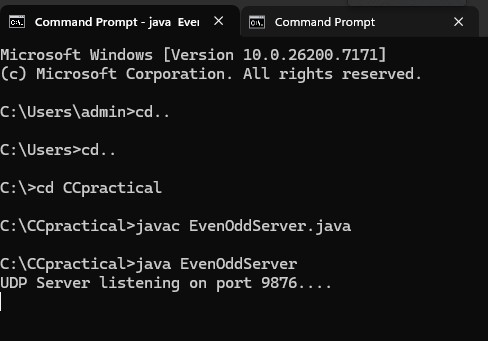 Command Prompt - java Ever
Command Prompt
Microsoft Windows [Version 10.0.26200.7171]
(c) Microsoft Corporation. All rights reserved.
C:\Users\admin>cd..
C:\Users>cd..
C:\>cd CCpractical
C:\CCpractical>javac EvenOddServer.java
C:\CCpractical>java EvenOddServer
UDP Server listening on port 9876....